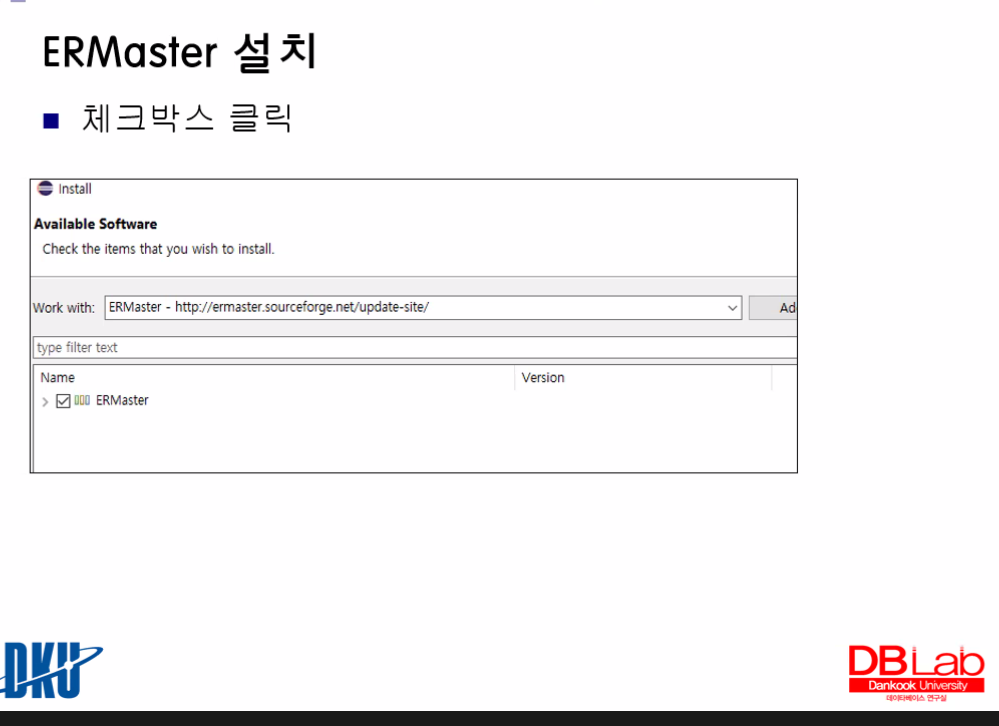 ERMaster 설치
체크박스 클릭
Install
Available Software
Check the items that you wish to install.
Work with: ERMaster - http://ermaster.sourceforge.net/update-site/ Ad
type filter text
Name Version
ERMaster
DKU
DBLab
Dankook University
데이타베이스 연구실